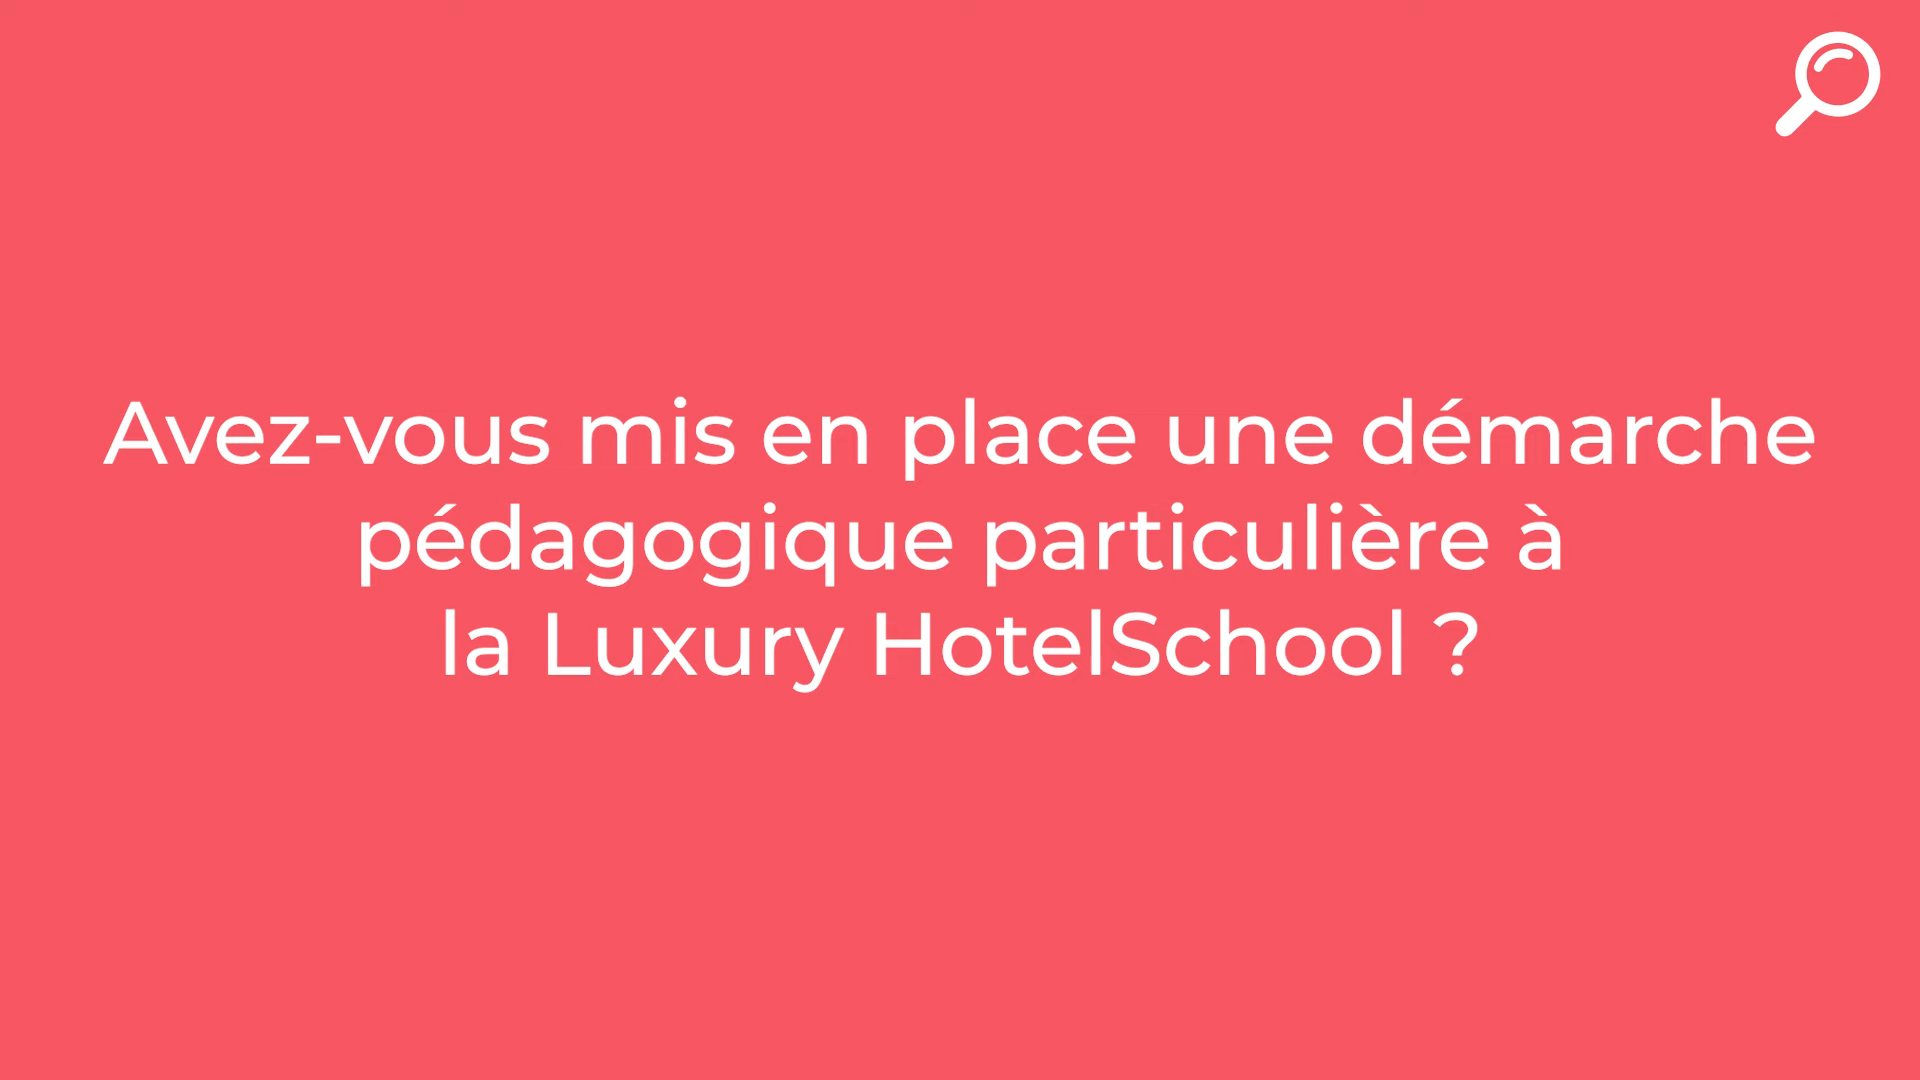 Avez-vous mis en place une démarche
pédagogique particulière à
la Luxury HotelSchool ?